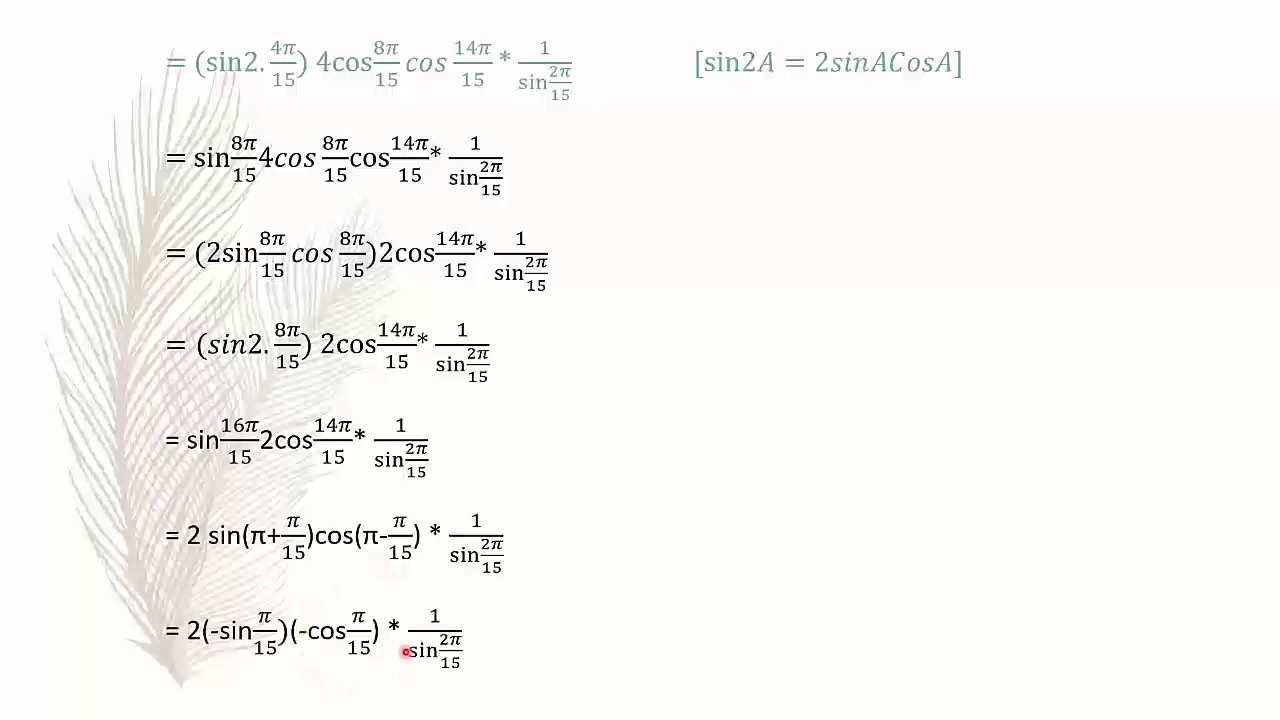 = (sin2. 4π/15) 4cos 8π/15 cos 14π/15 * 1/sin 2π/15 [sin2A = 2sinACosA]
= sin 8π/15 4cos 8π/15 cos 14π/15 * 1/sin 2π/15
= (2sin 8π/15 cos 8π/15)2cos 14π/15 * 1/sin 2π/15
= (sin2. 8π/15) 2cos 14π/15 * 1/sin 2π/15
= sin 16π/15 2cos 14π/15 * 1/sin 2π/15
= 2 sin(π+ π/15)cos(π- π/15) * 1/sin 2π/15
= 2(-sin π/15)(-cos π/15) * 1/sin 2π/15